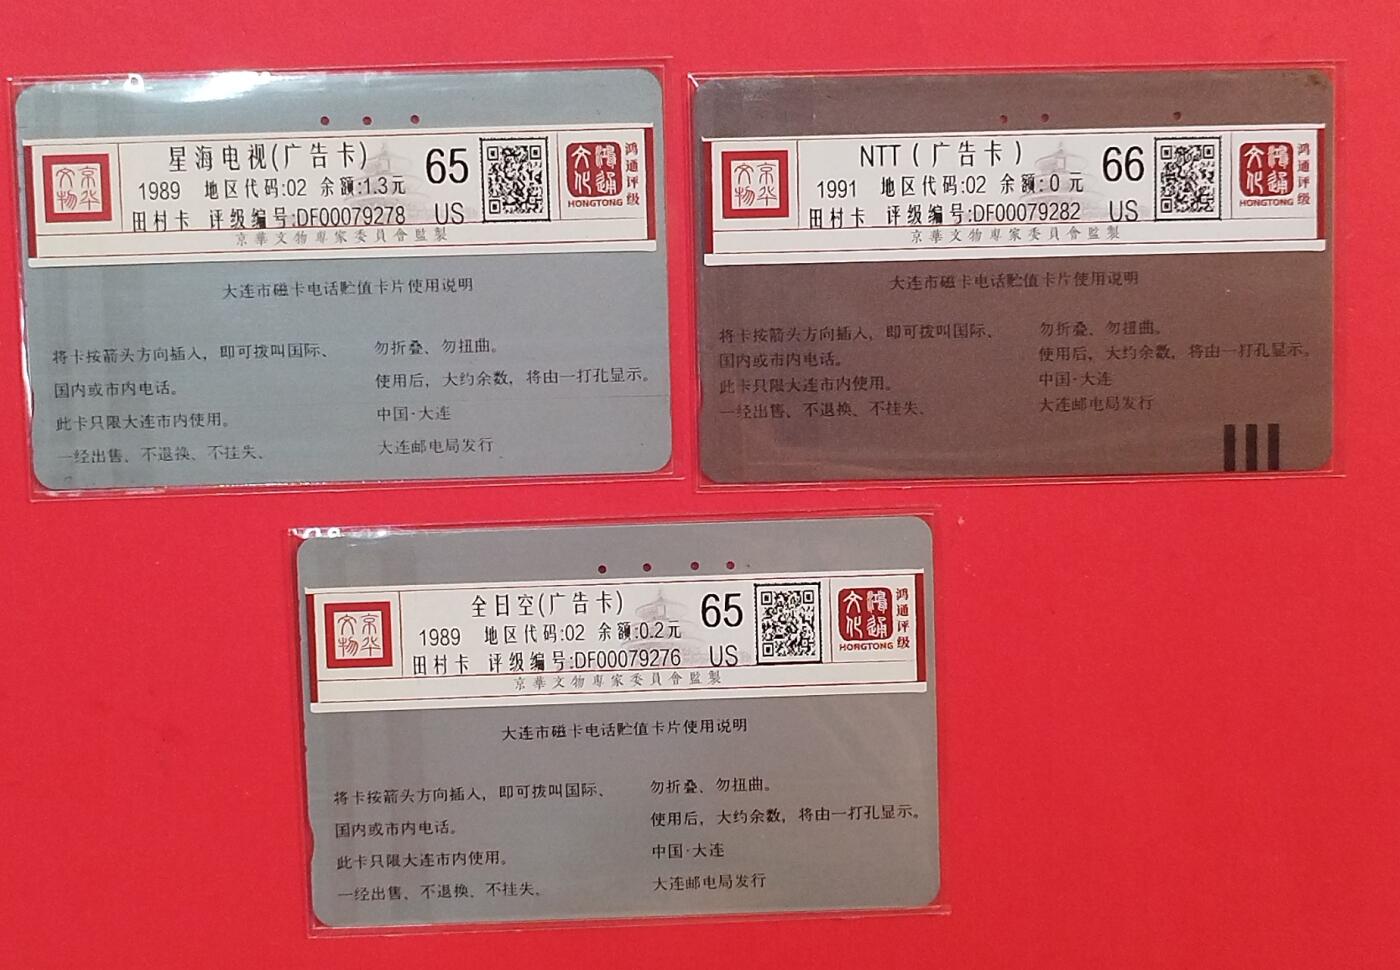 京华文物
星海电视(广告卡)
1989 地区代码:02 余额:1.3元
田村卡 评级编号:DF00079278
65
US
文化鸿通
HONGTONG
鸿通评级
京華文物專家委員會監製
大连市磁卡电话贮值卡片使用说明
将卡按箭头方向插入，即可拨叫国际、
国内或市内电话。
此卡只限大连市内使用。
一经出售、不退换、不挂失、
勿折叠、勿扭曲。
使用后，大约余数，将由一打孔显示。
中国·大连
大连邮电局发行
京华文物
NTT(广告卡)
1991 地区代码:02 余额:0 元
田村卡 评级编号:DF00079282
66
US
文化鸿通
HONGTONG
鸿通评级
京華文物專家委員會監製
大连市磁卡电话贮值卡片使用说明
将卡按箭头方向插入，即可拨叫国际、
国内或市内电话。
此卡只限大连市内使用。
一经出售、不退换、不挂失、
勿折叠、勿扭曲。
使用后，大约余数，将由一打孔显示。
中国·大连
大连邮电局发行
京华文物
全日空(广告卡)
1989 地区代码:02 余额:0.2元
田村卡 评级编号:DF00079276
65
US
文化鸿通
HONGTONG
鸿通评级
京華文物專家委員會監製
大连市磁卡电话贮值卡片使用说明
将卡按箭头方向插入，即可拨叫国际、
国内或市内电话。
此卡只限大连市内使用。
一经出售、不退换、不挂失、
勿折叠、勿扭曲。
使用后，大约余数，将由一打孔显示。
中国·大连
大连邮电局发行